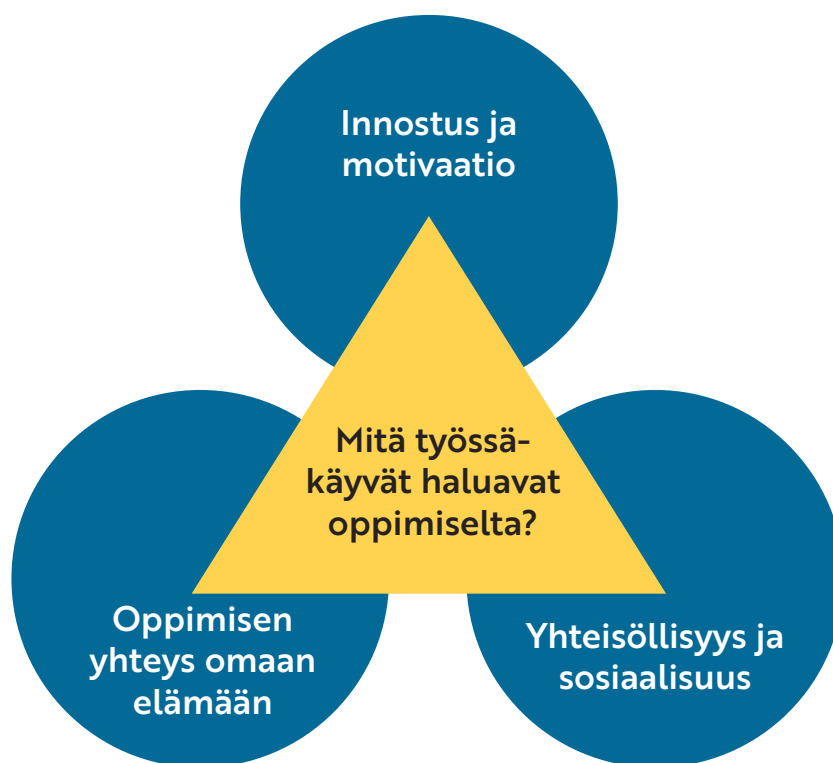 Innostus ja
motivaatio
Mitä työssä-
käyvät haluavat
oppimiselta?
Oppimisen
yhteys omaan
elämään
Yhteisöllisyys ja
sosiaalisuus